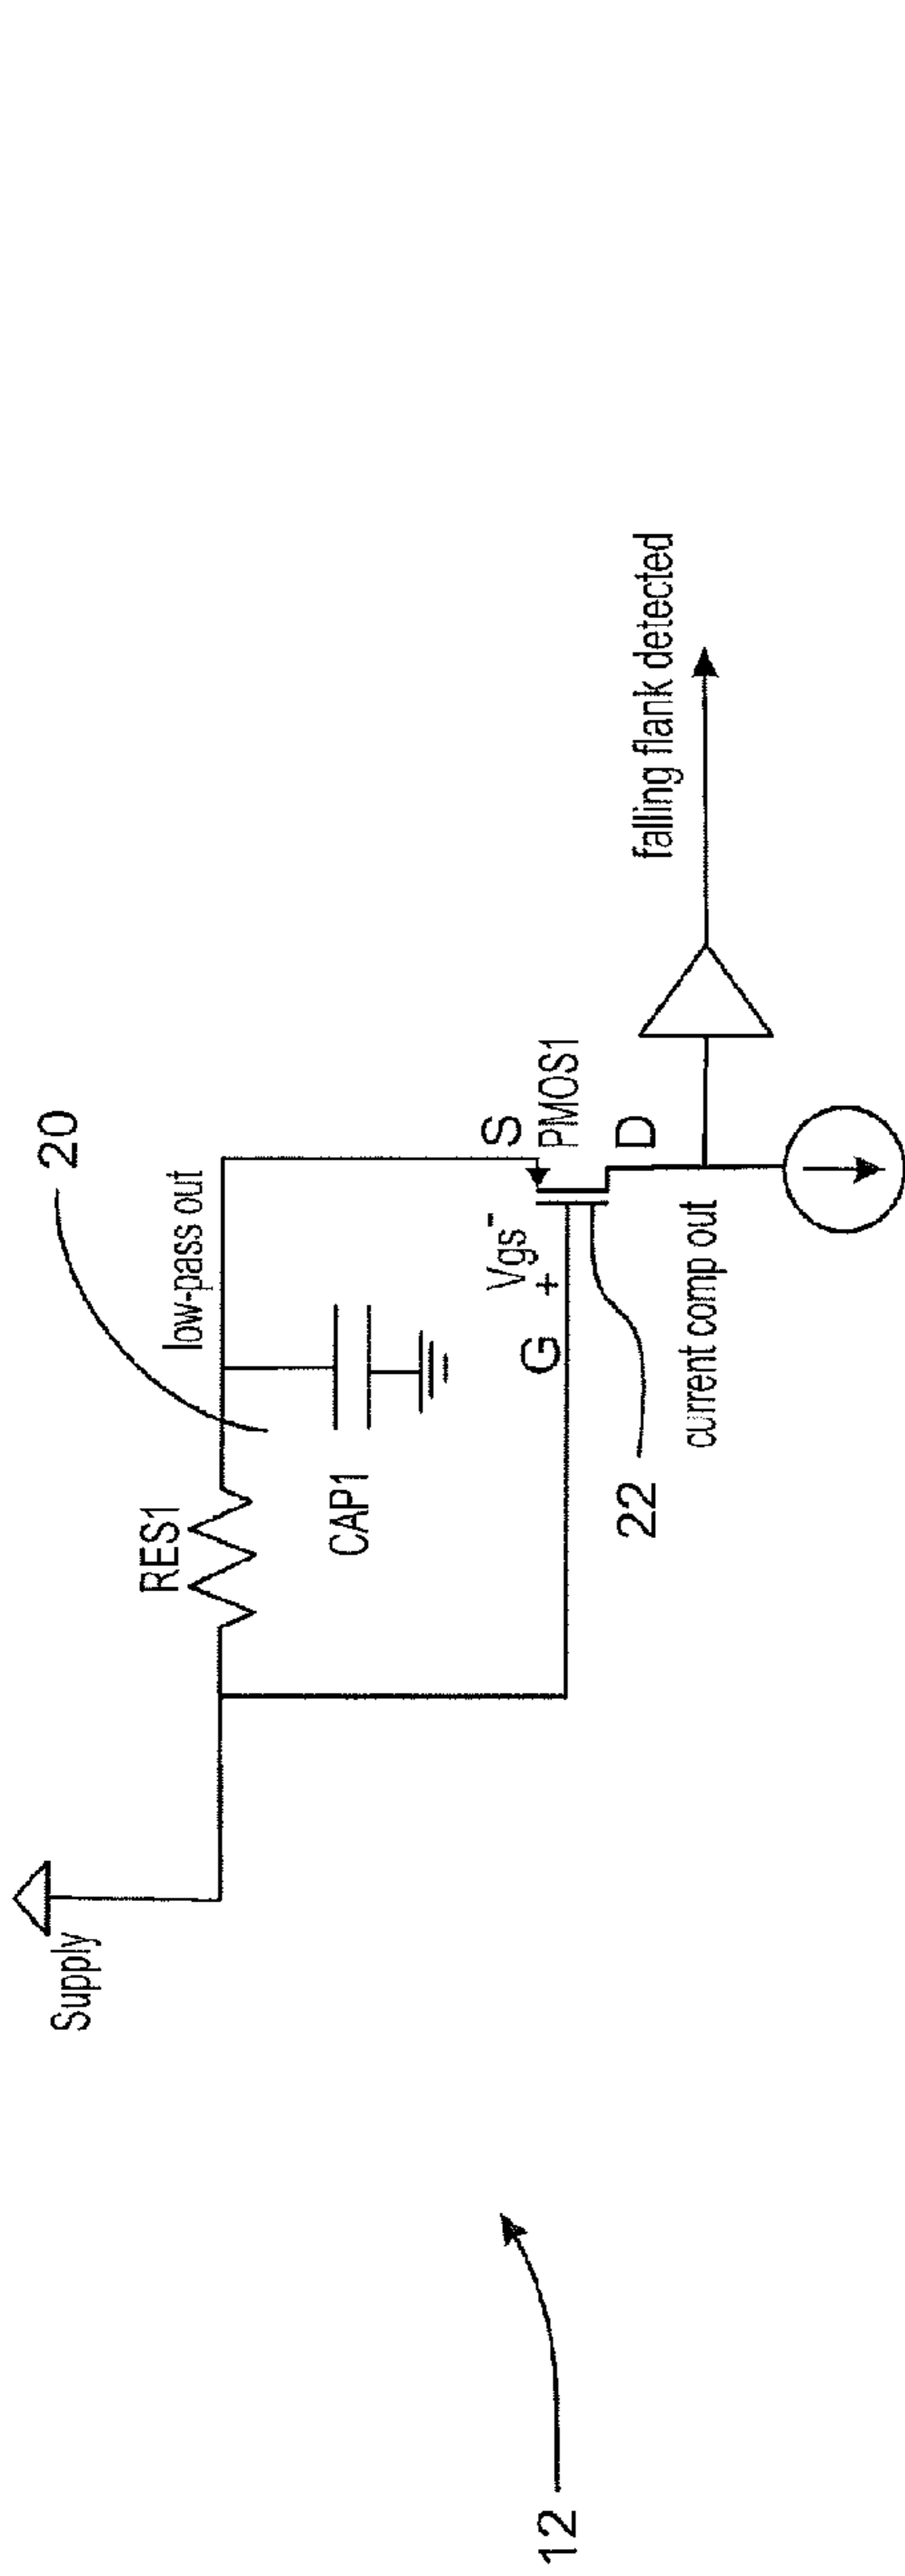 Supply
RES1
low-pass out
20
CAP1
S
Vgs
- 
+
PMOS1
G
D
22
current comp out
falling flank detected
12